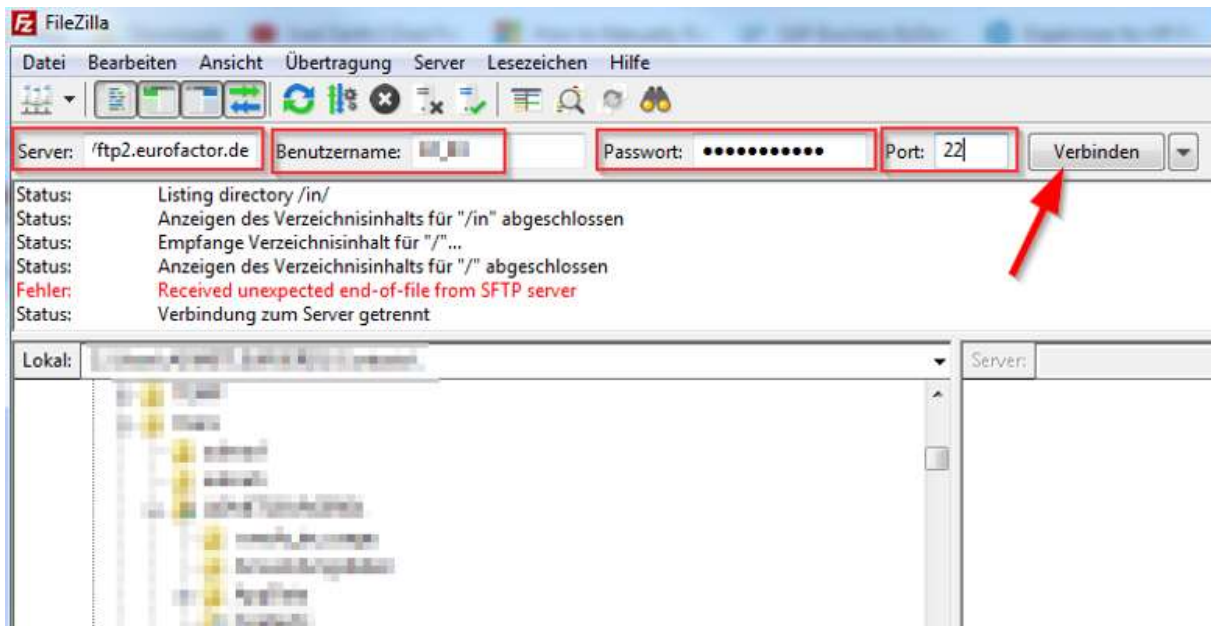 FileZilla
Datei Bearbeiten Ansicht Übertragung Server Lesezeichen Hilfe
Server: /ftp2.eurofactor.de Benutzername: Passwort: ●●●●●●●●●●● Port: 22 Verbinden
Status: Listing directory /in/
Status: Anzeigen des Verzeichnisinhalts für "/in" abgeschlossen
Status: Empfange Verzeichnisinhalt für "/"...
Status: Anzeigen des Verzeichnisinhalts für "/" abgeschlossen
Fehler: Received unexpected end-of-file from SFTP server
Status: Verbindung zum Server getrennt
Lokal: Server: